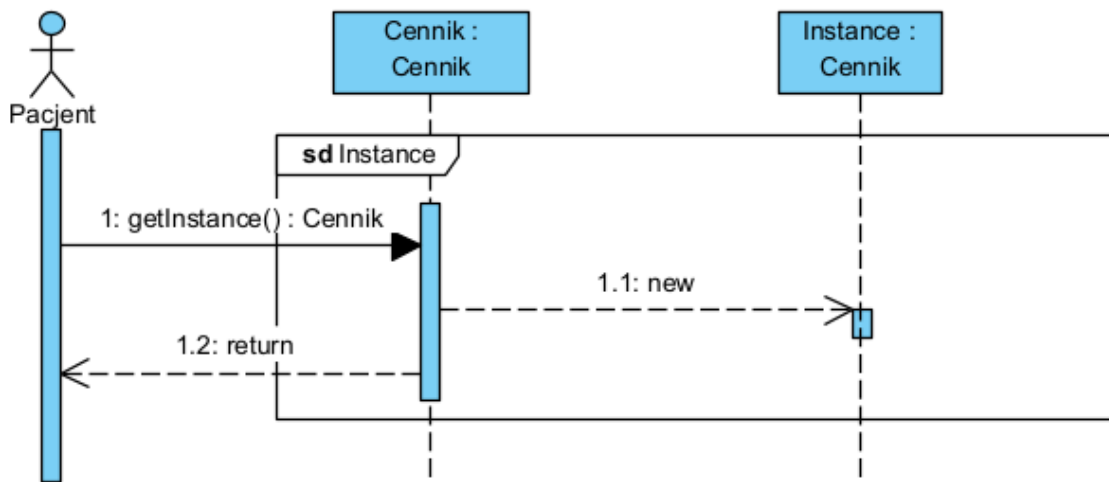 Cennik :
Cennik
Instance :
Cennik
Pacjent
sd Instance
1: getInstance() : Cennik
1.1: new
1.2: return